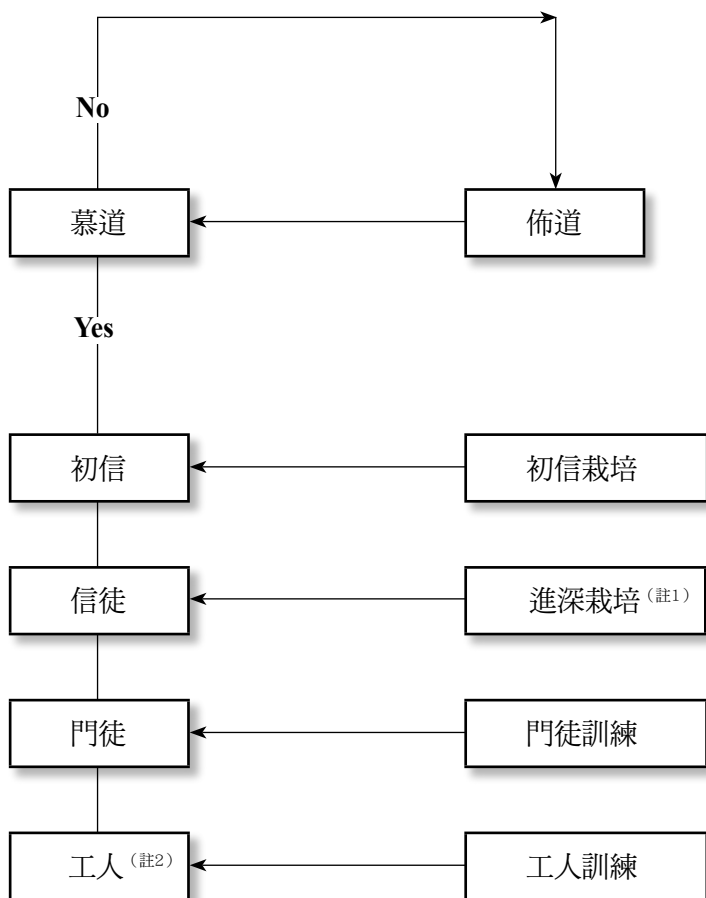 No
慕道
佈道
Yes
初信
初信栽培
信徒
進深栽培(註1)
門徒
門徒訓練
工人(註2)
工人訓練